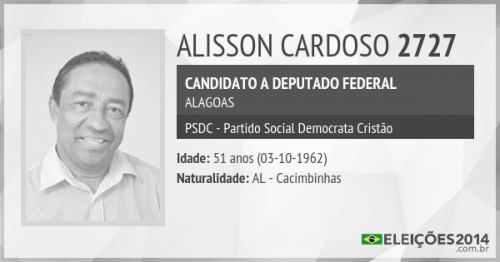 ALISSON CARDOSO 2727
CANDIDATO A DEPUTADO FEDERAL
ALAGOAS
PSDC - Partido Social Democrata Cristão
Idade: 51 anos (03-10-1962)
Naturalidade: AL - Cacimbinhas
ELEIÇÕES2014
.com.br